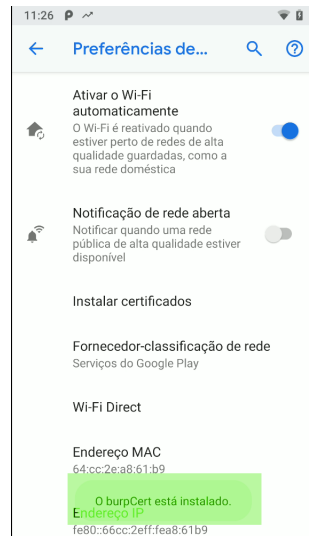 11:26
Preferências de...
Ativar o Wi-Fi
automaticamente
O Wi-Fi é reativado quando
estiver perto de redes de alta
qualidade guardadas, como a
sua rede doméstica
Notificação de rede aberta
Notificar quando uma rede
pública de alta qualidade estiver
disponível
Instalar certificados
Fornecedor-classificação de rede
Serviços do Google Play
Wi-Fi Direct
Endereço MAC
64:cc:2e:a8:61:b9
O burpCert está instalado.
Endereço IP
fe80::66cc:2eff:fea8:61b9